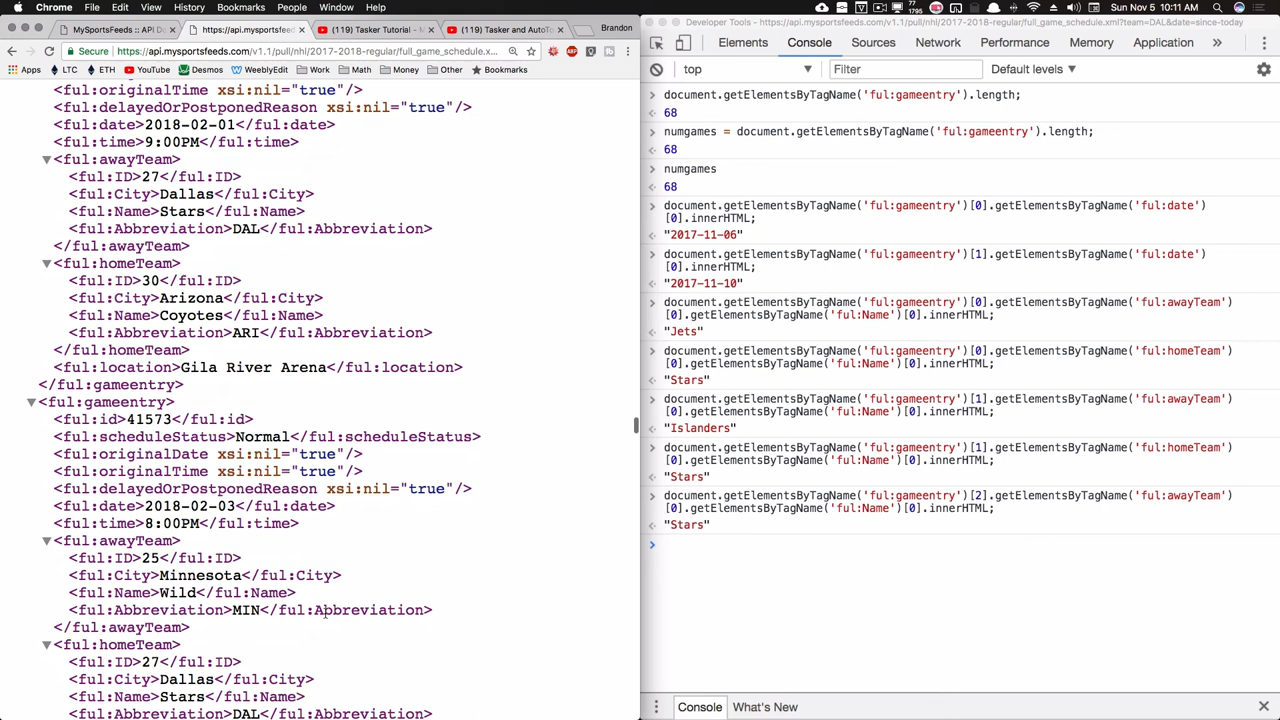 Chrome File Edit View History Bookmarks People Window Help
Sun Nov 5 10:11 AM
MySportsFeeds :: API De
https://api.mysportsfeeds
(119) Tasker Tutorial - M
(119) Tasker and AutoTo
Brandon
Secure https://api.mysportsfeeds.com/v1.1/pull/nhl/2017-2018-regular/full_game_schedule.x...
Apps LTC ETH YouTube Desmos WeeblyEdit Work Math Money Other Bookmarks
<ful:originalTime xsi:nil="true"/>
<ful:delayedOrPostponedReason xsi:nil="true"/>
<ful:date>2018-02-01</ful:date>
<ful:time>9:00PM</ful:time>
<ful:awayTeam>
<ful:ID>27</ful:ID>
<ful:City>Dallas</ful:City>
<ful:Name>Stars</ful:Name>
<ful:Abbreviation>DAL</ful:Abbreviation>
</ful:awayTeam>
<ful:homeTeam>
<ful:ID>30</ful:ID>
<ful:City>Arizona</ful:City>
<ful:Name>Coyotes</ful:Name>
<ful:Abbreviation>ARI</ful:Abbreviation>
</ful:homeTeam>
<ful:location>Gila River Arena</ful:location>
</ful:gameentry>
<ful:gameentry>
<ful:id>41573</ful:id>
<ful:scheduleStatus>Normal</ful:scheduleStatus>
<ful:originalDate xsi:nil="true"/>
<ful:originalTime xsi:nil="true"/>
<ful:delayedOrPostponedReason xsi:nil="true"/>
<ful:date>2018-02-03</ful:date>
<ful:time>8:00PM</ful:time>
<ful:awayTeam>
<ful:ID>25</ful:ID>
<ful:City>Minnesota</ful:City>
<ful:Name>Wild</ful:Name>
<ful:Abbreviation>MIN</ful:Abbreviation>
</ful:awayTeam>
<ful:homeTeam>
<ful:ID>27</ful:ID>
<ful:City>Dallas</ful:City>
<ful:Name>Stars</ful:Name>
<ful:Abbreviation>DAL</ful:Abbreviation>
Developer Tools - https://api.mysportsfeeds.com/v1.1/pull/nhl/2017-2018-regular/full_game_schedule.xml?team=DAL&date=since-today
Elements Console Sources Network Performance Memory Application »
top Filter Default levels
document.getElementsByTagName('ful:gameentry').length;
68
numgames = document.getElementsByTagName('ful:gameentry').length;
68
numgames
68
document.getElementsByTagName('ful:gameentry')[0].getElementsByTagName('ful:date')
[0].innerHTML;
"2017-11-06"
document.getElementsByTagName('ful:gameentry')[1].getElementsByTagName('ful:date')
[0].innerHTML;
"2017-11-10"
document.getElementsByTagName('ful:gameentry')[0].getElementsByTagName('ful:awayTeam')
[0].getElementsByTagName('ful:Name')[0].innerHTML;
"Jets"
document.getElementsByTagName('ful:gameentry')[0].getElementsByTagName('ful:homeTeam')
[0].getElementsByTagName('ful:Name')[0].innerHTML;
"Stars"
document.getElementsByTagName('ful:gameentry')[1].getElementsByTagName('ful:awayTeam')
[0].getElementsByTagName('ful:Name')[0].innerHTML;
"Islanders"
document.getElementsByTagName('ful:gameentry')[1].getElementsByTagName('ful:homeTeam')
[0].getElementsByTagName('ful:Name')[0].innerHTML;
"Stars"
document.getElementsByTagName('ful:gameentry')[2].getElementsByTagName('ful:awayTeam')
[0].getElementsByTagName('ful:Name')[0].innerHTML;
"Stars"
Console What's New